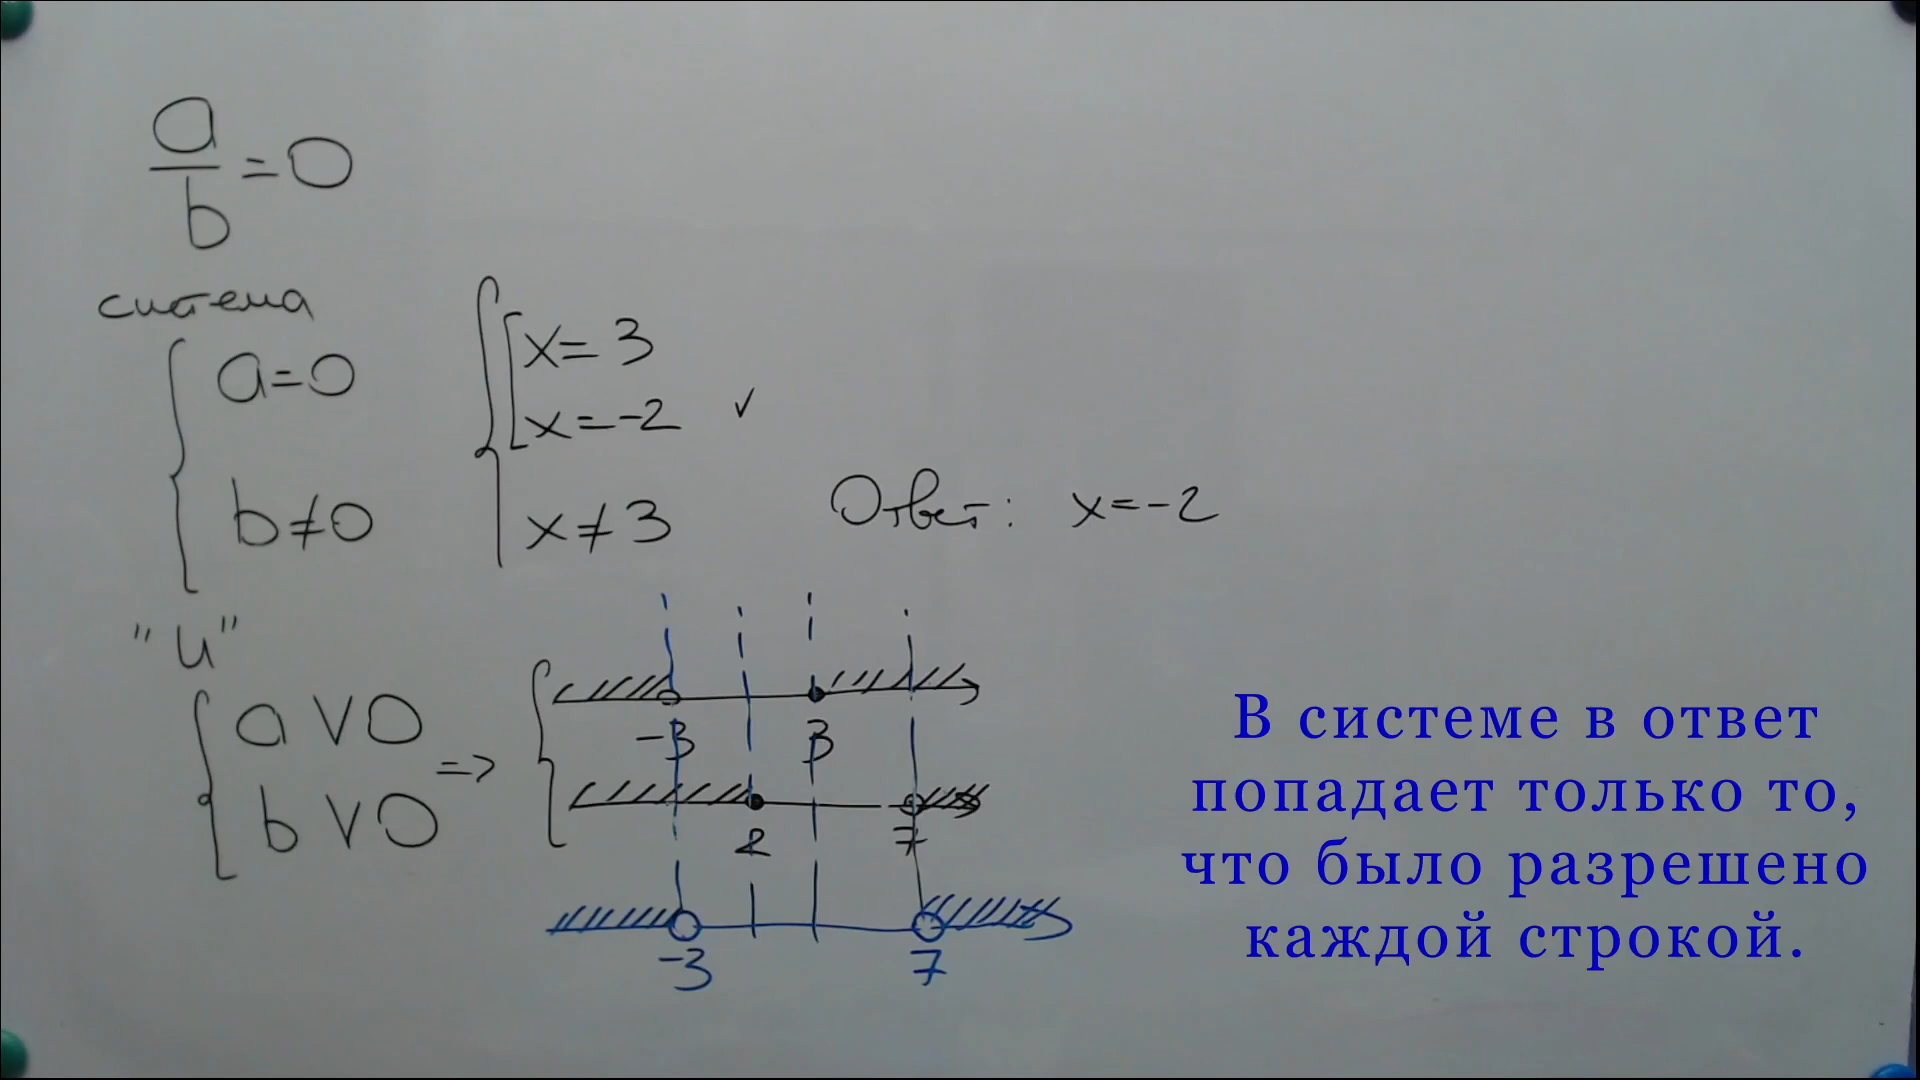 a/b = 0
система
{ a=0
b≠0
{ [ x= 3
x=-2 ✓
x≠3
Ответ: x=-2
"И"
{ a V 0
b V 0
=>
-3 3
2 7
-3 7
В системе в ответ
попадает только то,
что было разрешено
каждой строкой.